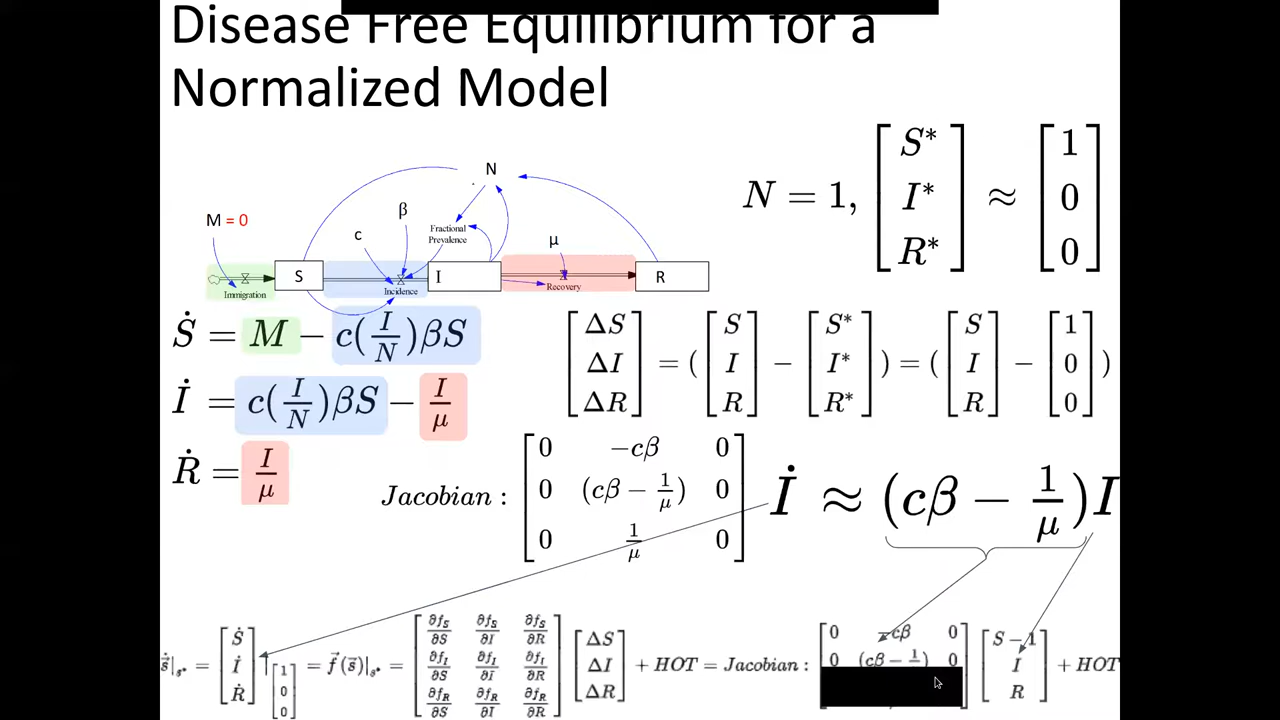 Disease Free Equilibrium for a
Normalized Model
N = 1, [S* I* R*] ≈ [1 0 0]
N
M = 0
β
c
Fractional
Prevalence
μ
S
I
R
Immigration
Incidence
Recovery
Ṡ = M − c(I/N)βS
İ = c(I/N)βS − I/μ
Ṙ = I/μ
[ΔS ΔI ΔR] = ([S I R] − [S* I* R*]) = ([S I R] − [1 0 0])
Jacobian : [0 −cβ 0; 0 (cβ − 1/μ) 0; 0 1/μ 0]
İ ≈ (cβ − 1/μ)I
s⃗̇|ₛ* = [Ṡ İ Ṙ]|[1 0 0] = f⃗(s⃗)|ₛ* = [∂fS/∂S ∂fS/∂I ∂fS/∂R; ∂fI/∂S ∂fI/∂I ∂fI/∂R; ∂fR/∂S ∂fR/∂I ∂fR/∂R] [ΔS ΔI ΔR] + HOT = Jacobian : [0 −cβ 0; 0 (cβ − 1/ 0] [S − 1 I R] + HOT